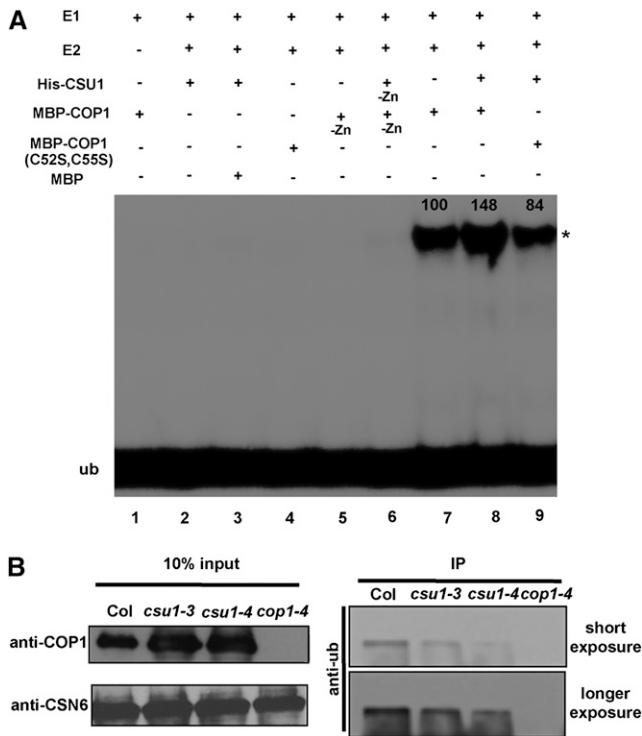 A
E1 + + + + + + + + +
E2 - + + + + + + + +
His-CSU1 - + + - - + - + +
-Zn
MBP-COP1 + - - - + + + + -
-Zn -Zn
MBP-COP1 - - - + - - - - +
(C52S,C55S)
MBP - - + - - - - - -
100 148 84
*
ub
1 2 3 4 5 6 7 8 9
B
10% input
Col csu1-3 csu1-4 cop1-4
anti-COP1
anti-CSN6
IP
Col csu1-3 csu1-4 cop1-4
anti-ub
short
exposure
longer
exposure